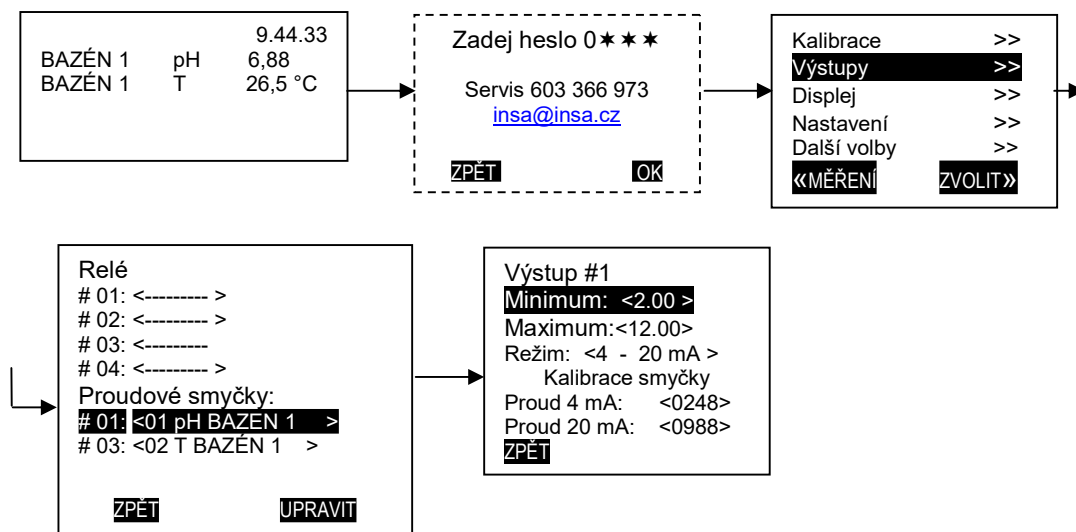 9.44.33
BAZÉN 1 pH 6,88
BAZÉN 1 T 26,5 °C
Zadej heslo 0✶✶✶
Servis 603 366 973
insa@insa.cz
ZPĚT OK
Kalibrace >>
Výstupy >>
Displej >>
Nastavení >>
Další volby >>
«MĚŘENÍ ZVOLIT»
Relé
# 01: <--------- >
# 02: <--------- >
# 03: <---------
# 04: <--------- >
Proudové smyčky:
# 01: <01 pH BAZEN 1 >
# 03: <02 T BAZÉN 1 >
ZPĚT UPRAVIT
Výstup #1
Minimum: <2.00 >
Maximum:<12.00>
Režim: <4 - 20 mA >
Kalibrace smyčky
Proud 4 mA: <0248>
Proud 20 mA: <0988>
ZPĚT